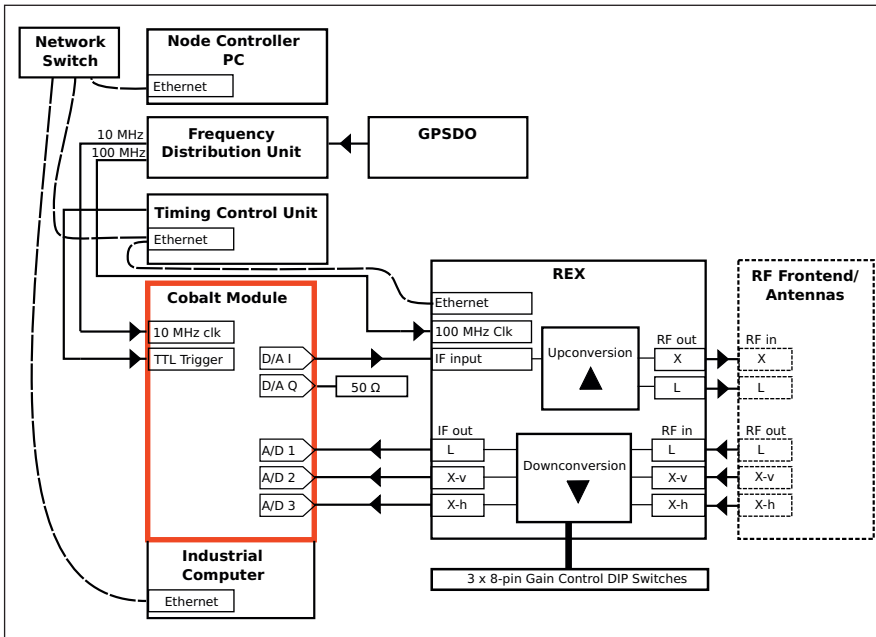 Network
Switch
Node Controller
PC
Ethernet
10 MHz
100 MHz
Frequency
Distribution Unit
GPSDO
Timing Control Unit
Ethernet
Cobalt Module
10 MHz clk
TTL Trigger
D/A I
D/A Q
50 Ω
A/D 1
A/D 2
A/D 3
Industrial
Computer
Ethernet
REX
Ethernet
100 MHz Clk
IF input
Upconversion
RF out
X
L
IF out
L
X-v
X-h
Downconversion
RF in
L
X-v
X-h
3 x 8-pin Gain Control DIP Switches
RF Frontend/
Antennas
RF in
X
L
RF out
L
X-v
X-h